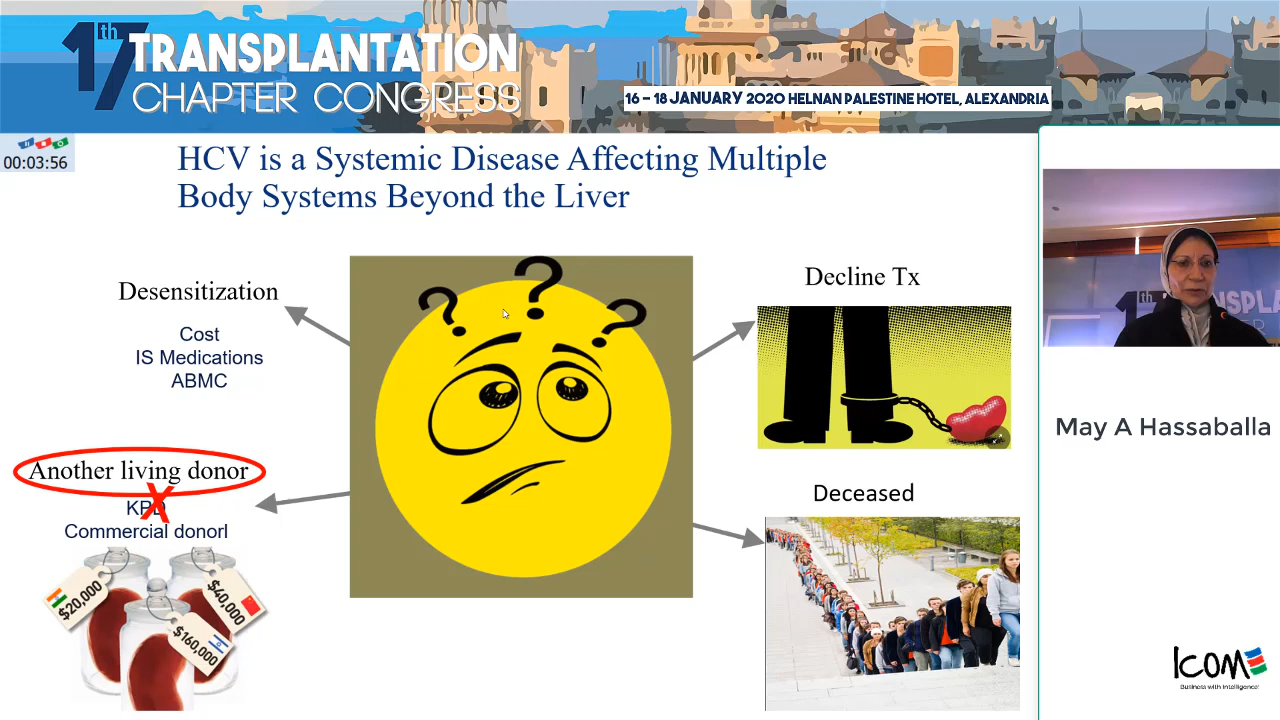 17th TRANSPLANTATION
CHAPTER CONGRESS
16 – 18 JANUARY 2020 HELNAN PALESTINE HOTEL, ALEXANDRIA
00:03:56
HCV is a Systemic Disease Affecting Multiple
Body Systems Beyond the Liver
Desensitization
Cost
IS Medications
ABMC
Another living donor
KPD
Commercial donorl
$20,000
$40,000
$160,000
? ? ?
Decline Tx
Deceased
May A Hassaballa
ICOM
Business with Intelligence